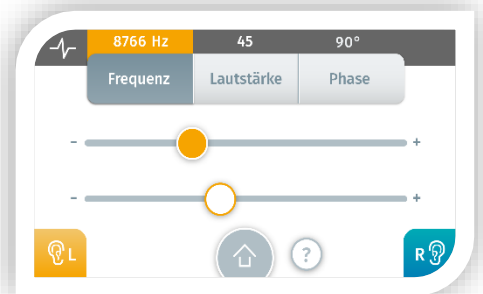 8766 Hz 45 90°
Frequenz Lautstärke Phase
- +
- +
L ? R